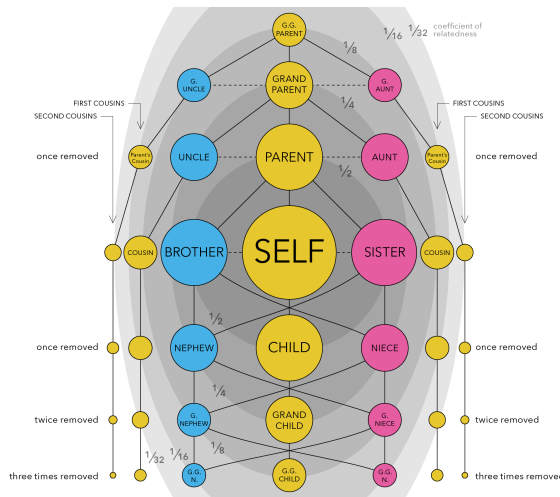 G.G.
PARENT
1/8
1/16
1/32
coefficient of
relatedness
G.
UNCLE
GRAND
PARENT
G.
AUNT
1/4
FIRST COUSINS
SECOND COUSINS
FIRST COUSINS
SECOND COUSINS
once removed
Parent's
Cousin
UNCLE
PARENT
AUNT
Parent's
Cousin
once removed
1/2
COUSIN
BROTHER
SELF
SISTER
COUSIN
1/2
once removed
NEPHEW
CHILD
NIECE
once removed
1/4
twice removed
G.
NEPHEW
GRAND
CHILD
G.
NIECE
twice removed
1/32
1/16
1/8
three times removed
G.G.
N.
G.G.
CHILD
G.G.
N.
three times removed